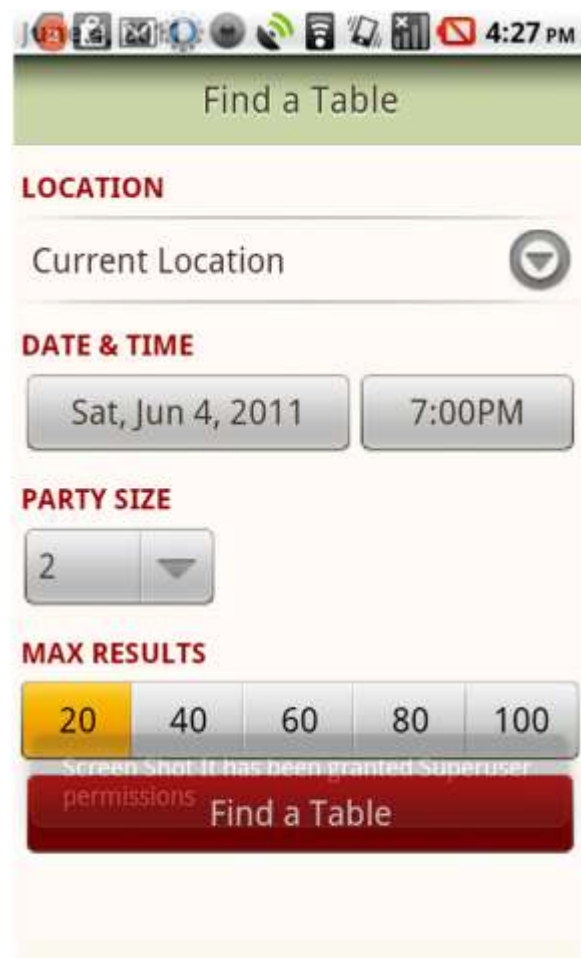 4:27 PM
Find a Table
LOCATION
Current Location
DATE & TIME
Sat, Jun 4, 2011
7:00PM
PARTY SIZE
2
MAX RESULTS
20 40 60 80 100
Screen Shot It has been granted Superuser
permissions
Find a Table